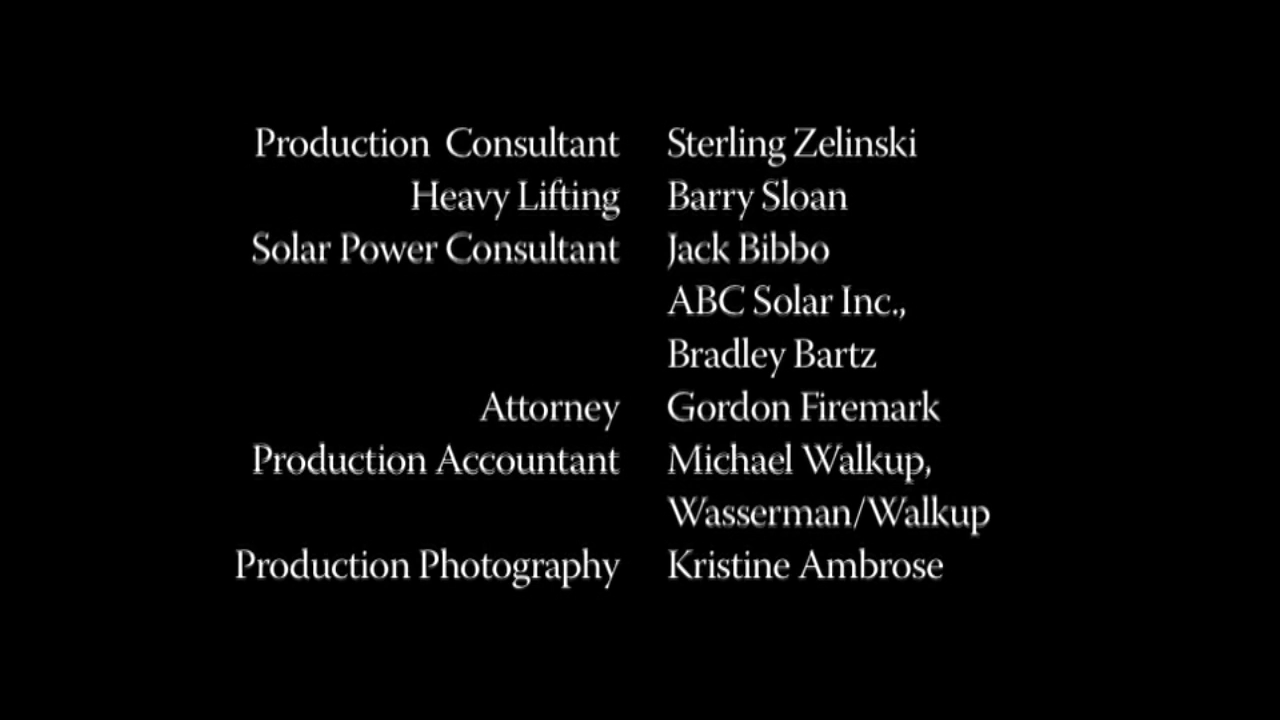 Production Consultant Sterling Zelinski
Heavy Lifting Barry Sloan
Solar Power Consultant Jack Bibbo
ABC Solar Inc.,
Bradley Bartz
Attorney Gordon Firemark
Production Accountant Michael Walkup,
Wasserman/Walkup
Production Photography Kristine Ambrose